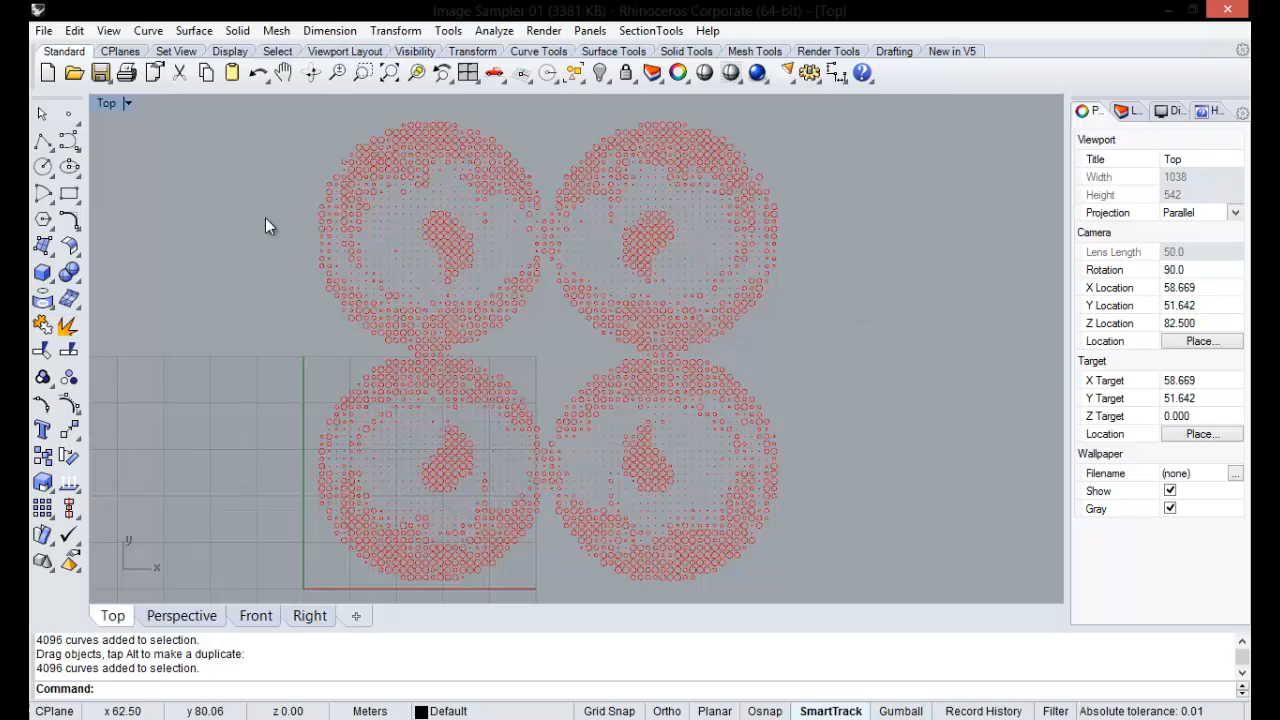 Image Sampler 01 (3381 KB) - Rhinoceros Corporate (64-bit) - [Top]
File Edit View Curve Surface Solid Mesh Dimension Transform Tools Analyze Render Panels SectionTools Help
Standard CPlanes Set View Display Select Viewport Layout Visibility Transform Curve Tools Surface Tools Solid Tools Mesh Tools Render Tools Drafting New in V5
Top
P... L... Di... H...
Viewport
Title Top
Width 1038
Height 542
Projection Parallel
Camera
Lens Length 50.0
Rotation 90.0
X Location 58.669
Y Location 51.642
Z Location 82.500
Location Place...
Target
X Target 58.669
Y Target 51.642
Z Target 0.000
Location Place...
Wallpaper
Filename (none) ...
Show
Gray
y
x
Top Perspective Front Right
4096 curves added to selection.
Drag objects, tap Alt to make a duplicate:
4096 curves added to selection.
Command:
CPlane x 62.50 y 80.06 z 0.00 Meters Default Grid Snap Ortho Planar Osnap SmartTrack Gumball Record History Filter Absolute tolerance: 0.01